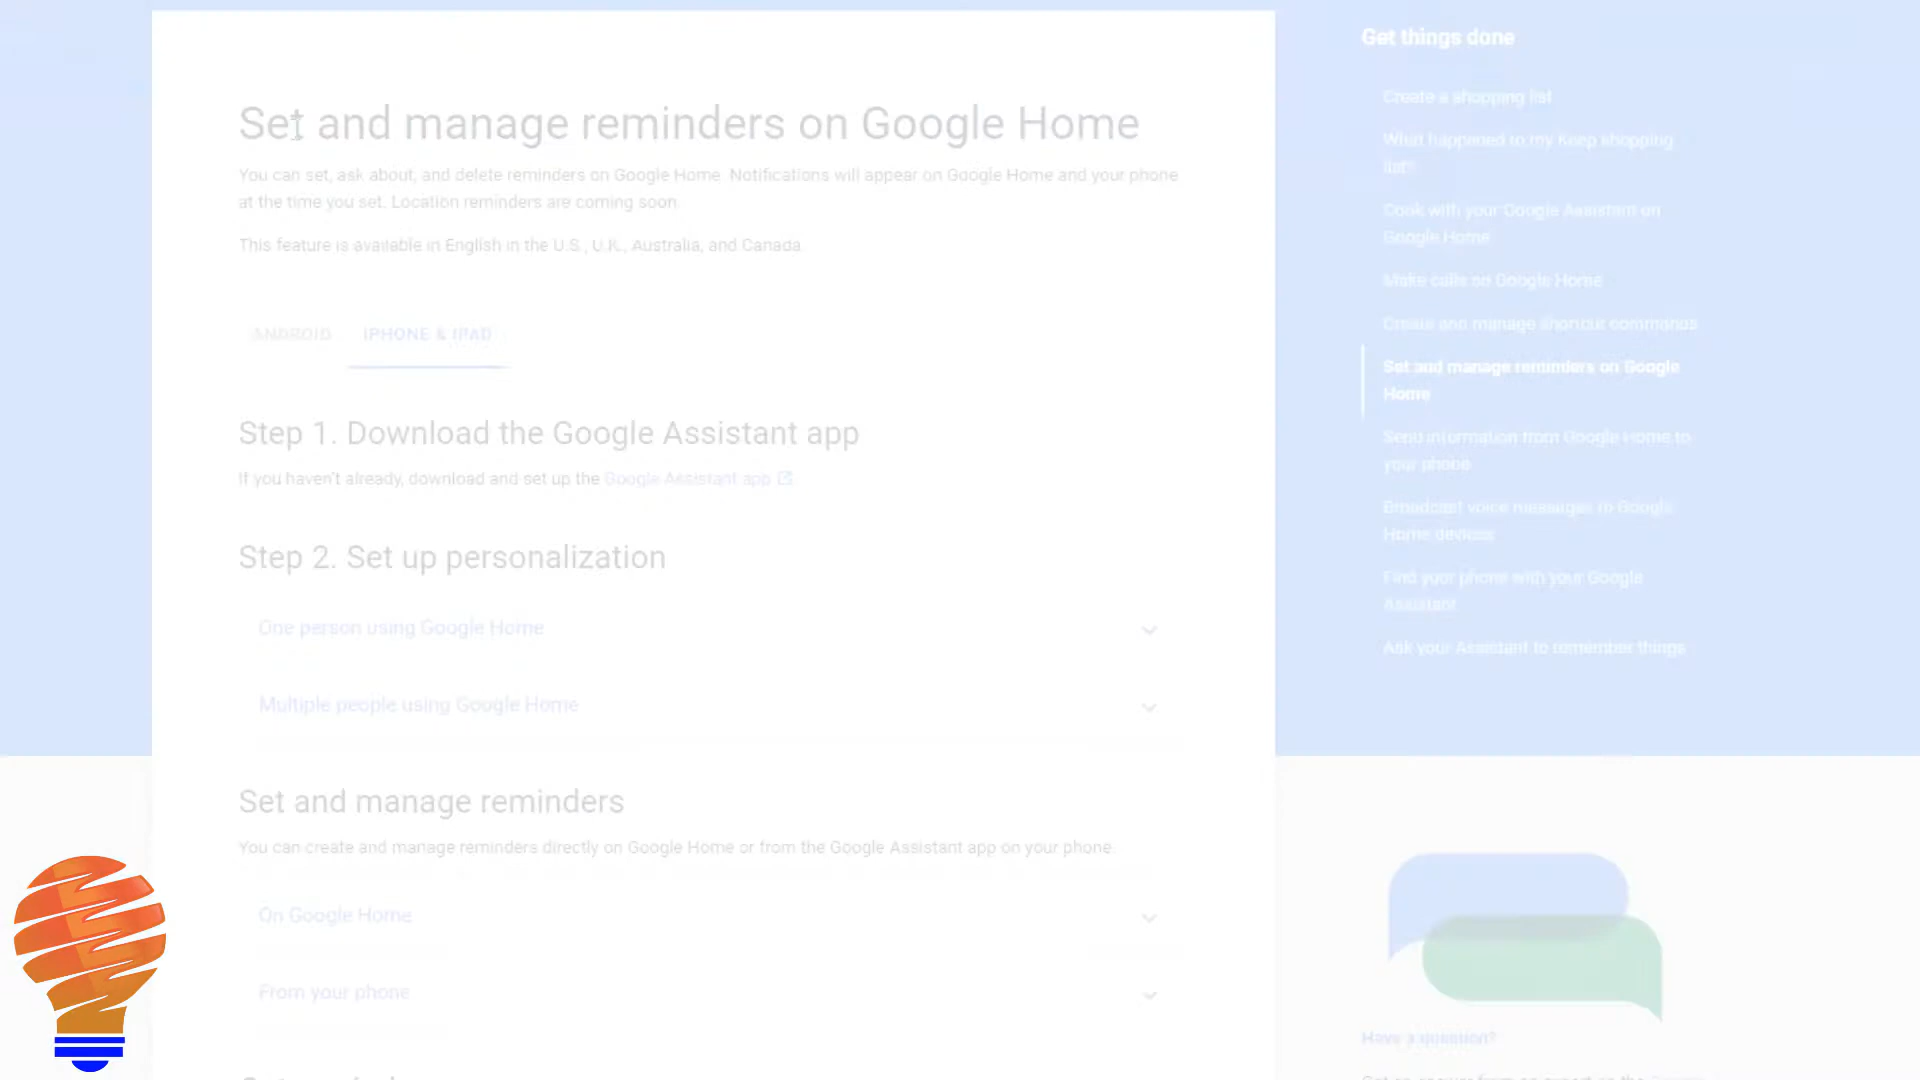 Set and manage reminders on Google Home
You can set, ask about, and delete reminders on Google Home. Notifications will appear on Google Home and your phone
at the time you set. Location reminders are coming soon.
This feature is available in English in the U.S., U.K., Australia, and Canada.
ANDROID
IPHONE & IPAD
Step 1. Download the Google Assistant app
If you haven't already, download and set up the Google Assistant app
Step 2. Set up personalization
One person using Google Home
Multiple people using Google Home
Set and manage reminders
You can create and manage reminders directly on Google Home or from the Google Assistant app on your phone.
On Google Home
From your phone
Get things done
Create a shopping list
What happened to my Keep shopping
list?
Cook with your Google Assistant on
Google Home
Make calls on Google Home
Create and manage shortcut commands
Set and manage reminders on Google
Home
Send information from Google Home to
your phone
Broadcast voice messages to Google
Home devices
Find your phone with your Google
Assistant
Ask your Assistant to remember things
Have a question?